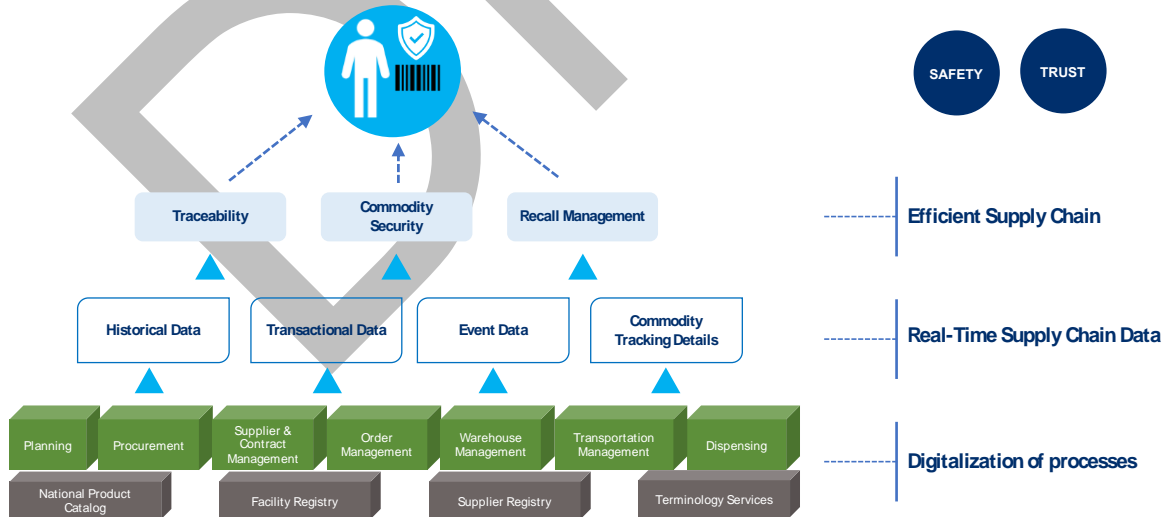 SAFETY
TRUST
Traceability
Commodity
Security
Recall Management
Efficient Supply Chain
Historical Data
Transactional Data
Event Data
Commodity
Tracking Details
Real-Time Supply Chain Data
Planning
Procurement
Supplier &
Contract
Management
Order
Management
Warehouse
Management
Transportation
Management
Dispensing
Digitalization of processes
National Product
Catalog
Facility Registry
Supplier Registry
Terminology Services